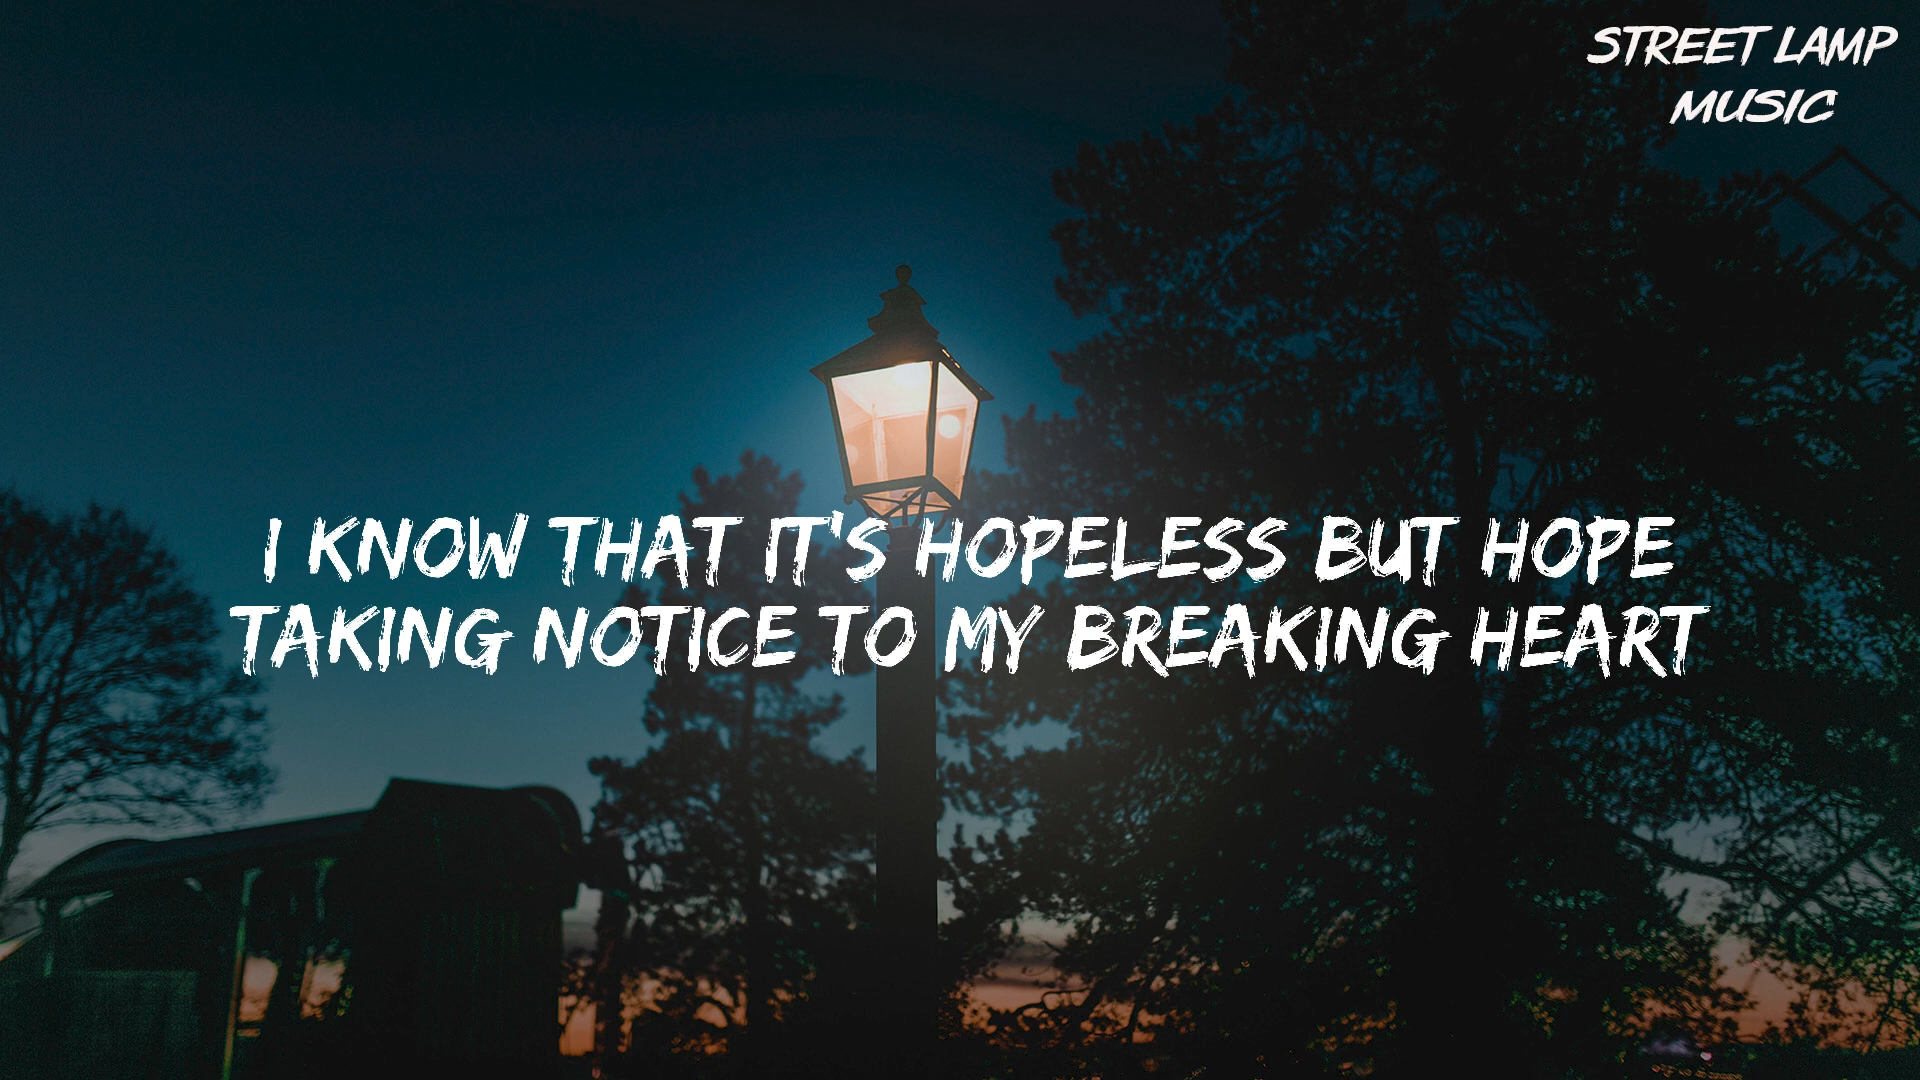 STREET LAMP
MUSIC
I KNOW THAT IT'S HOPELESS BUT HOPE
TAKING NOTICE TO MY BREAKING HEART